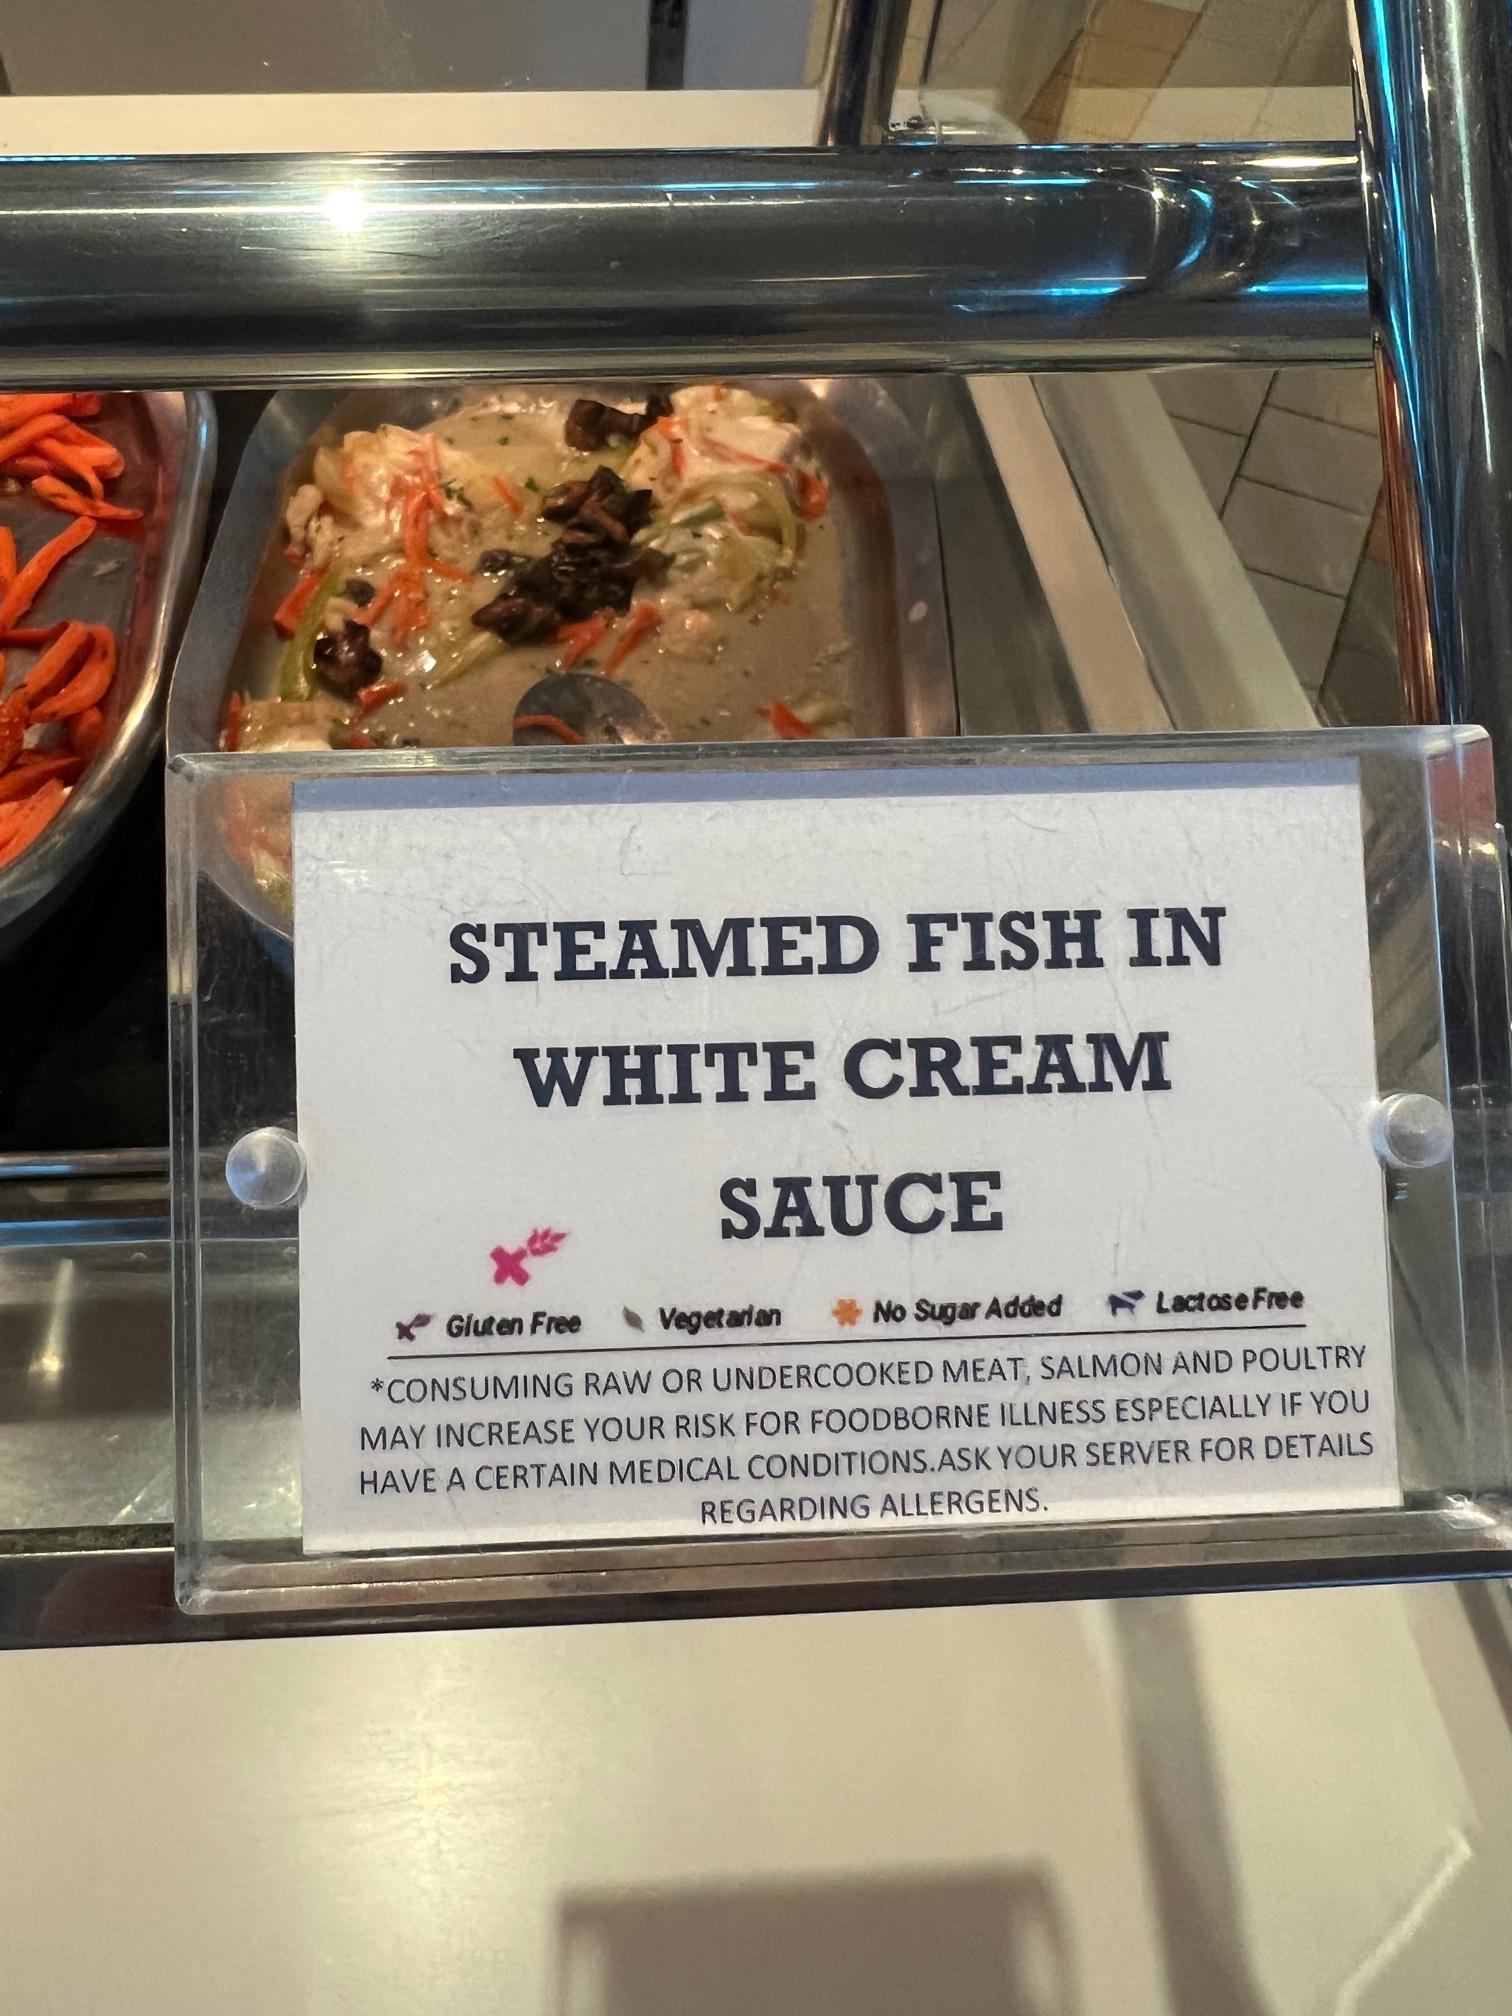 STEAMED FISH IN
WHITE CREAM
SAUCE
Gluten Free Vegetarian No Sugar Added Lactose Free
*CONSUMING RAW OR UNDERCOOKED MEAT, SALMON AND POULTRY
MAY INCREASE YOUR RISK FOR FOODBORNE ILLNESS ESPECIALLY IF YOU
HAVE A CERTAIN MEDICAL CONDITIONS.ASK YOUR SERVER FOR DETAILS
REGARDING ALLERGENS.